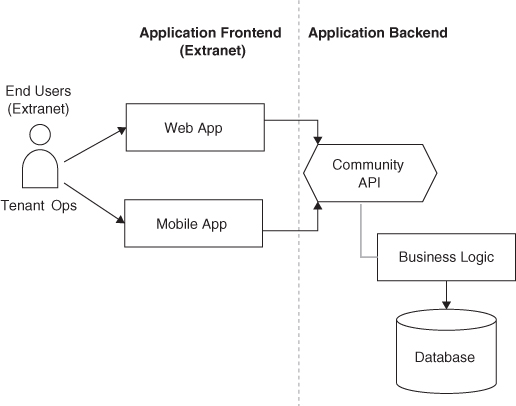 Application Frontend
(Extranet)
Application Backend
End Users
(Extranet)
Tenant Ops
Web App
Mobile App
Community
API
Business Logic
Database